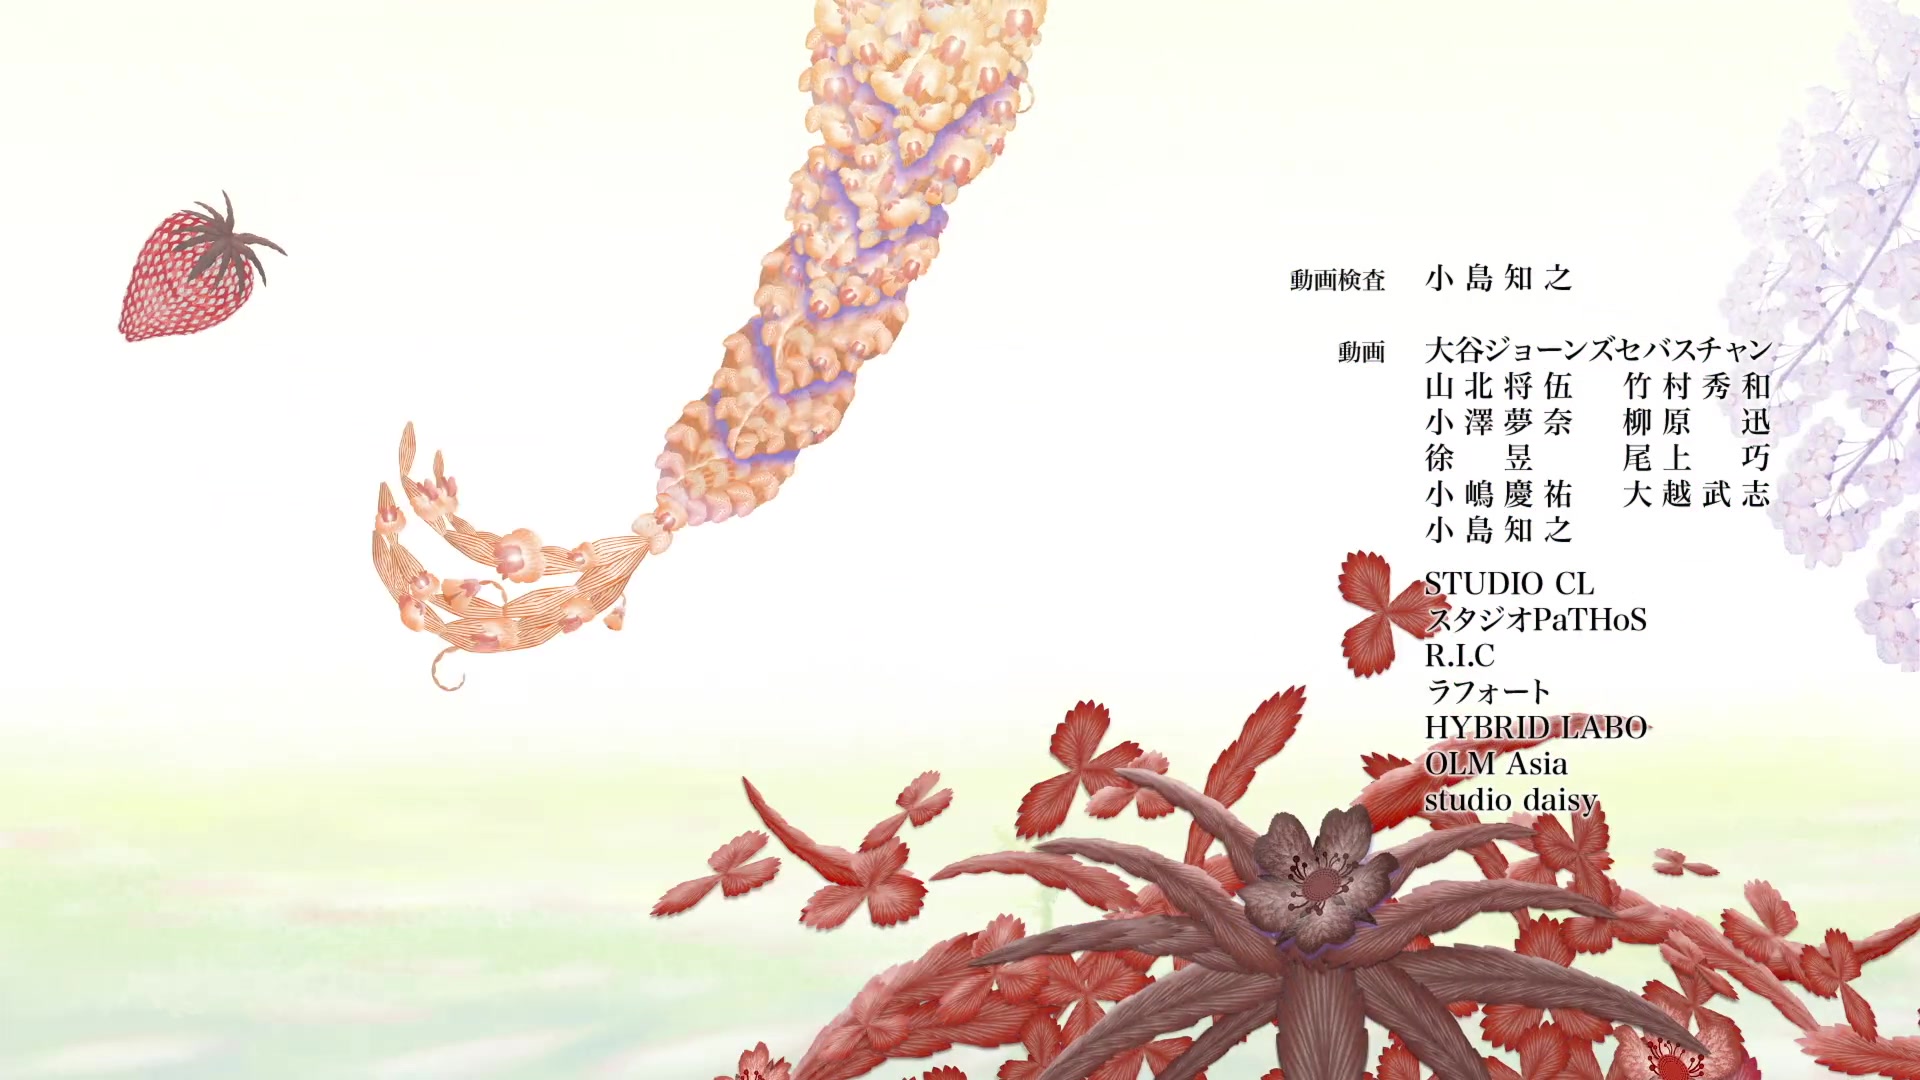 動画検査 小島知之
動画 大谷ジョーンズセバスチャン
山北将伍 竹村秀和
小澤夢奈 柳原 迅
徐 昱 尾上 巧
小嶋慶祐 大越武志
小島知之
STUDIO CL
スタジオPaTHoS
R.I.C
ラフォート
HYBRID LABO
OLM Asia
studio daisy